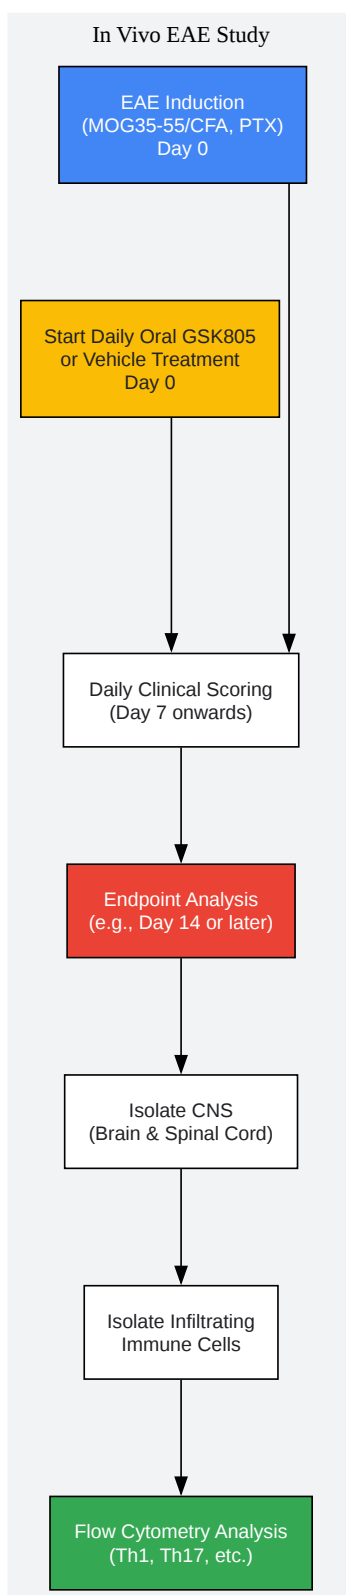 In Vivo EAE Study
EAE Induction
(MOG35-55/CFA, PTX)
Day 0
Start Daily Oral GSK805
or Vehicle Treatment
Day 0
Daily Clinical Scoring
(Day 7 onwards)
Endpoint Analysis
(e.g., Day 14 or later)
Isolate CNS
(Brain & Spinal Cord)
Isolate Infiltrating
Immune Cells
Flow Cytometry Analysis
(Th1, Th17, etc.)